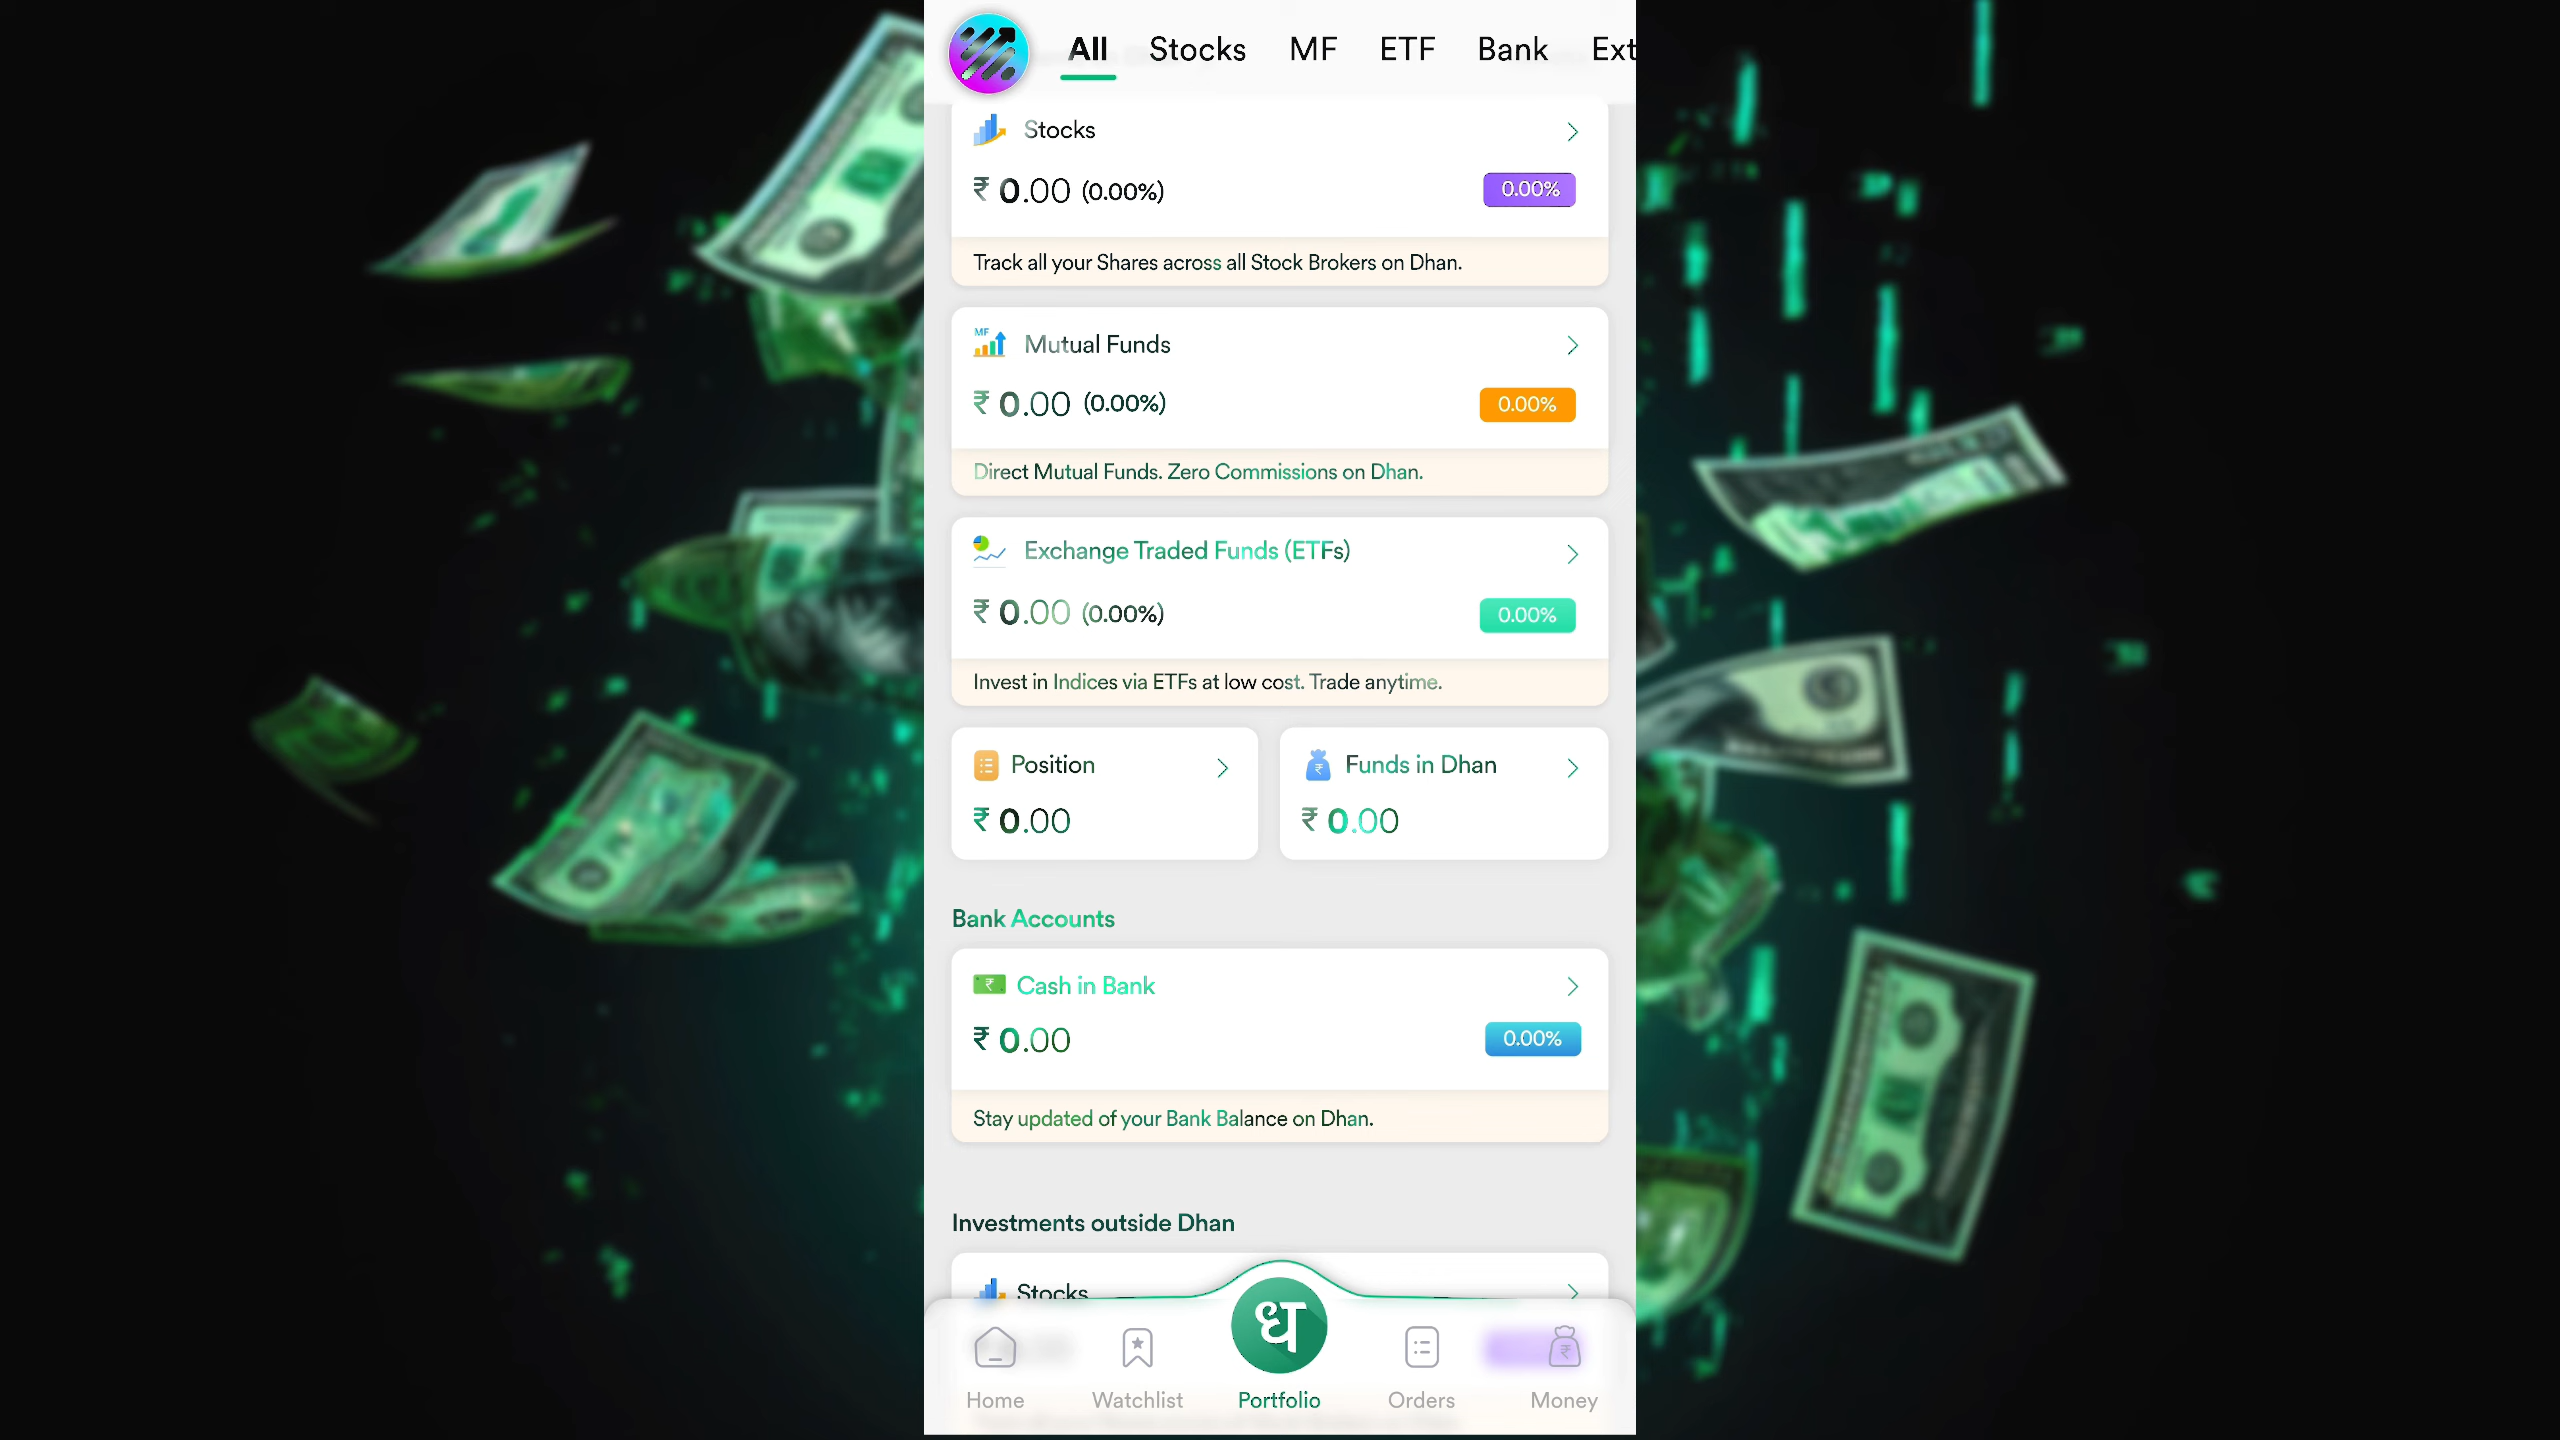 All Stocks MF ETF Bank Ext
Stocks
₹ 0.00 (0.00%) 0.00%
Track all your Shares across all Stock Brokers on Dhan.
MF
Mutual Funds
₹ 0.00 (0.00%) 0.00%
Direct Mutual Funds. Zero Commissions on Dhan.
Exchange Traded Funds (ETFs)
₹ 0.00 (0.00%) 0.00%
Invest in Indices via ETFs at low cost. Trade anytime.
Position
₹ 0.00
Funds in Dhan
₹ 0.00
Bank Accounts
Cash in Bank
₹ 0.00 0.00%
Stay updated of your Bank Balance on Dhan.
Investments outside Dhan
Stocks
ध
Home Watchlist Portfolio Orders Money